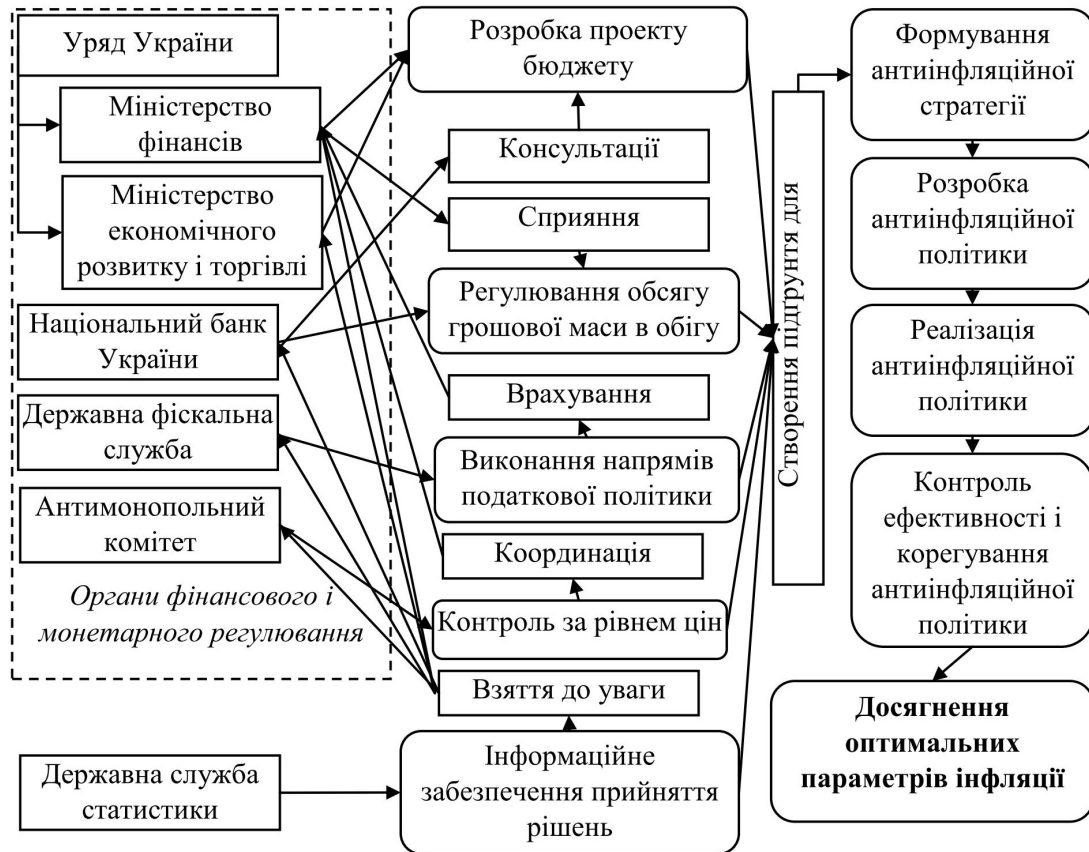 Уряд України
Міністерство
фінансів
Міністерство
економічного
розвитку і торгівлі
Національний банк
України
Державна фіскальна
служба
Антимонопольний
комітет
Органи фінансового і
монетарного регулювання
Державна служба
статистики
Розробка проекту
бюджету
Консультації
Сприяння
Регулювання обсягу
грошової маси в обігу
Врахування
Виконання напрямів
податкової політики
Координація
Контроль за рівнем цін
Взяття до уваги
Інформаційне
забезпечення прийняття
рішень
Створення підґрунтя для
Формування
антиінфляційної
стратегії
Розробка
антиінфляційної
політики
Реалізація
антиінфляційної
політики
Контроль
ефективності і
корегування
антиінфляційної
політики
Досягнення
оптимальних
параметрів інфляції